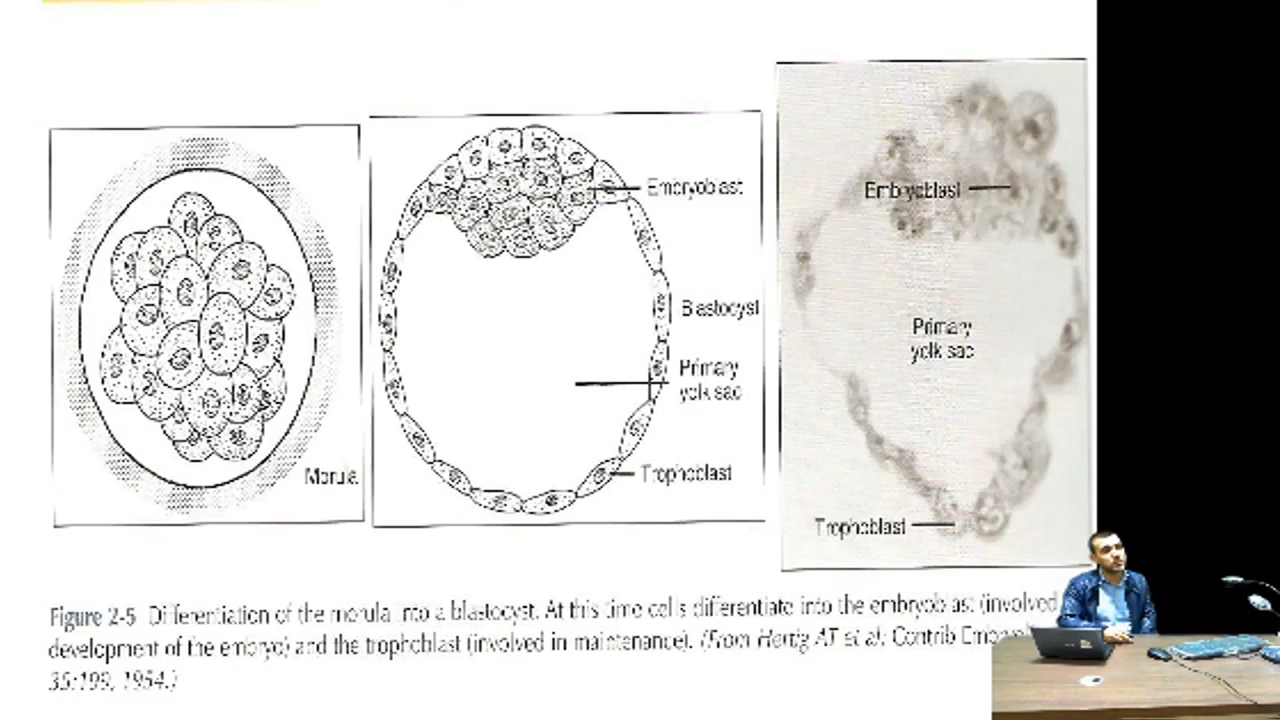 Morula
Embryoblast
Blastocyst
Primary
yolk sac
Trophoblast
Embryoblast
Primary
yolk sac
Trophoblast
Figure 2-5 Differentiation of the morula into a blastocyst. At this time cells differentiate into the embryoblast (involved
development of the embryo) and the trophoblast (involved in maintenance). (From Hertig AT et al: Contrib
35:199, 1954.)